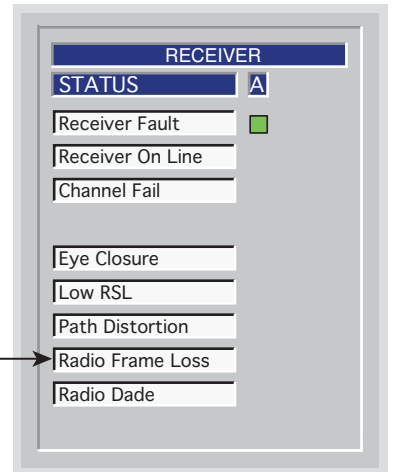 RECEIVER
STATUS A
Receiver Fault
Receiver On Line
Channel Fail
Eye Closure
Low RSL
Path Distortion
Radio Frame Loss
Radio Dade